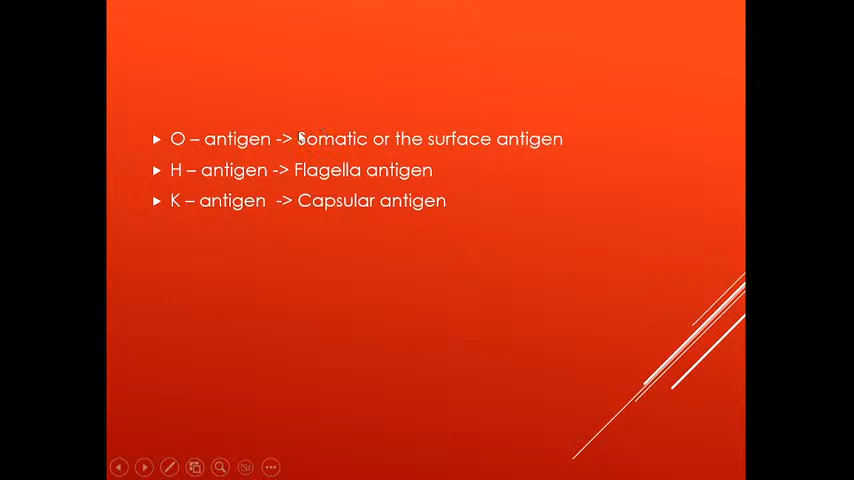 O – antigen -> Somatic or the surface antigen
H – antigen -> Flagella antigen
K – antigen -> Capsular antigen